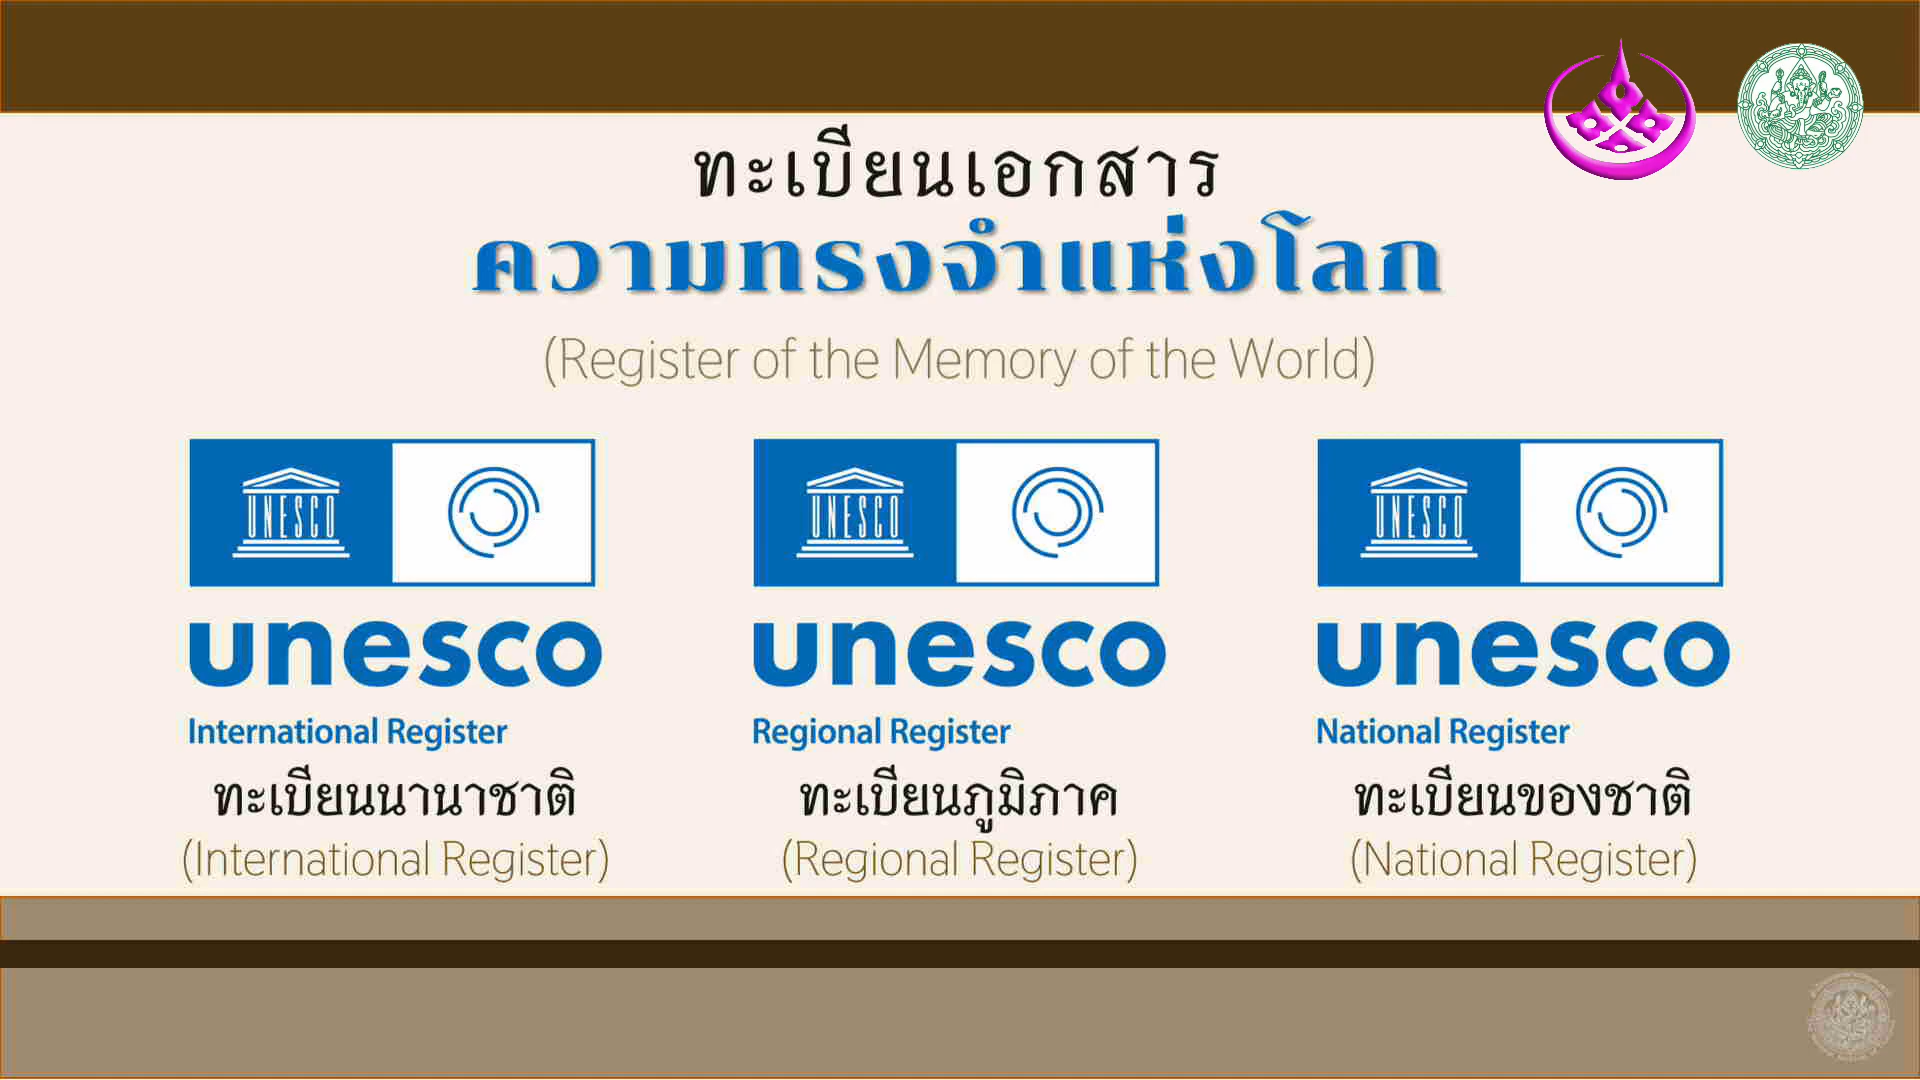 ทะเบียนเอกสาร
ความทรงจำแห่งโลก
(Register of the Memory of the World)
UNESCO
unesco
International Register
ทะเบียนนานาชาติ
(International Register)
UNESCO
unesco
Regional Register
ทะเบียนภูมิภาค
(Regional Register)
UNESCO
unesco
National Register
ทะเบียนของชาติ
(National Register)